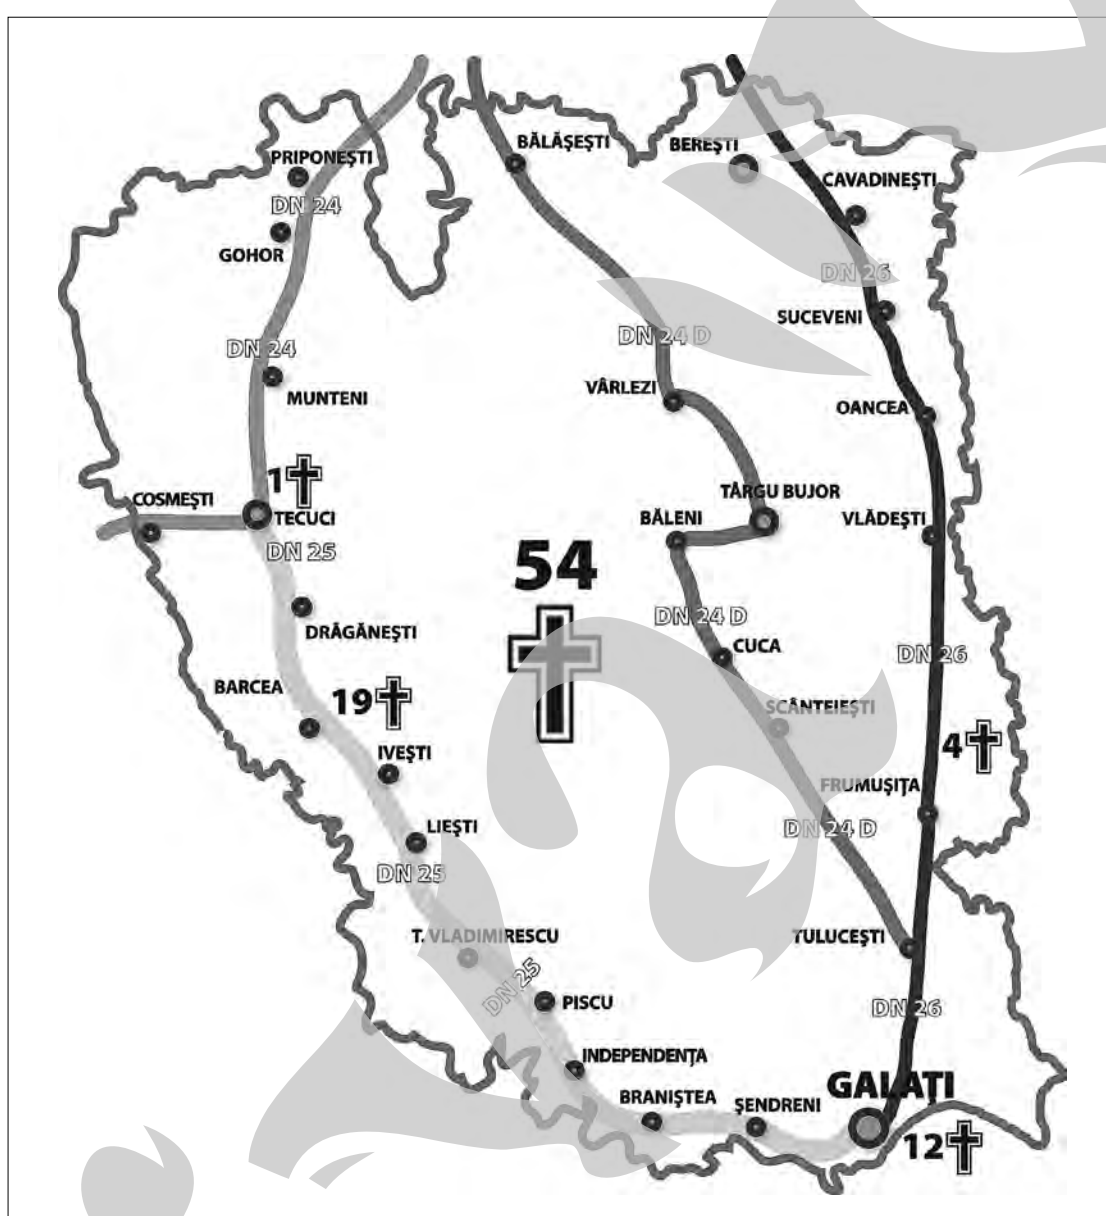 BĂLĂŞEŞTI
BEREŞTI
PRIPONEŞTI
CAVADINEŞTI
DN 24
GOHOR
DN 26
SUCEVENI
DN 24 D
DN 24
VÂRLEZI
MUNTENI
OANCEA
1
TÂRGU BUJOR
COSMEŞTI
TECUCI
BĂLENI
VLĂDEŞTI
DN 25
54
DN 24 D
DRĂGĂNEŞTI
CUCA
DN 26
BARCEA
19
SCÂNTEIEŞTI
4
IVEŞTI
FRUMUŞIŢA
LIEŞTI
DN 24 D
DN 25
T. VLADIMIRESCU
TULUCEŞTI
DN 25
PISCU
DN 26
INDEPENDENŢA
GALAŢI
BRANIŞTEA
ŞENDRENI
12